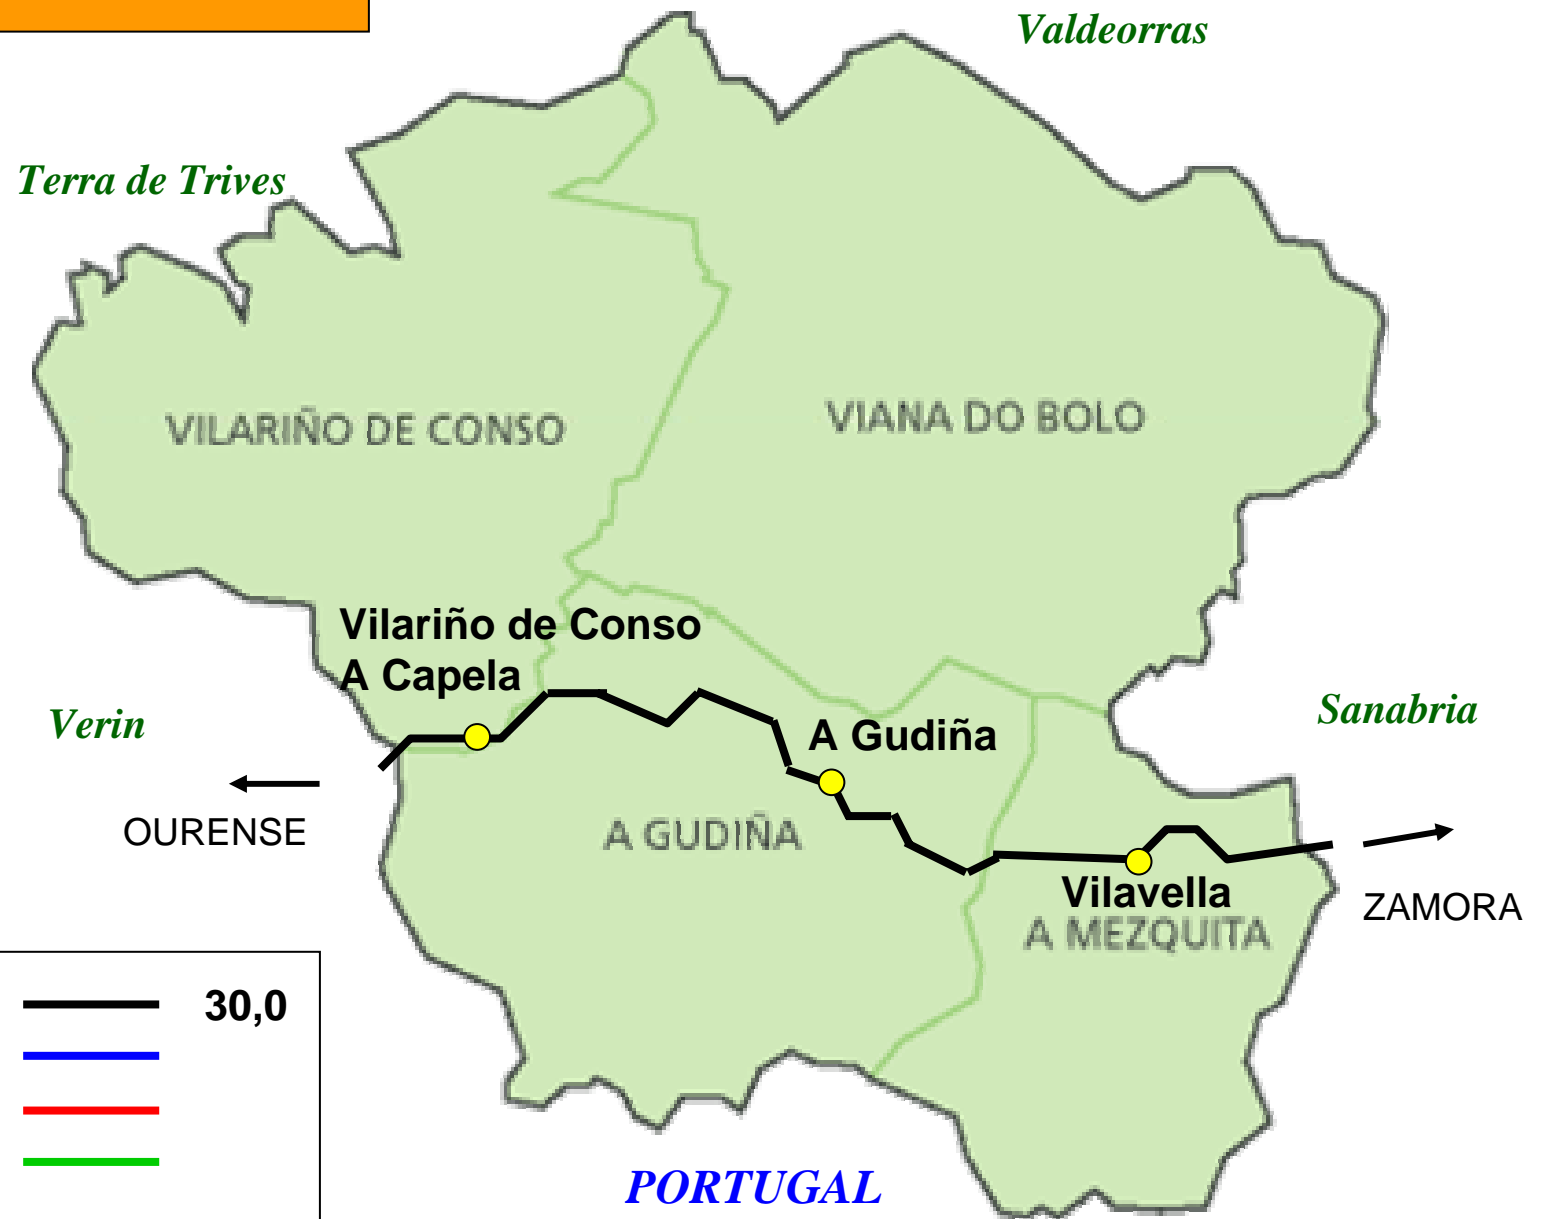 Valdeorras
Terra de Trives
VILARIÑO DE CONSO
VIANA DO BOLO
Vilariño de Conso
A Capela
Verin
Sanabria
A Gudiña
OURENSE
A GUDIÑA
Vilavella
ZAMORA
A MEZQUITA
30,0
PORTUGAL